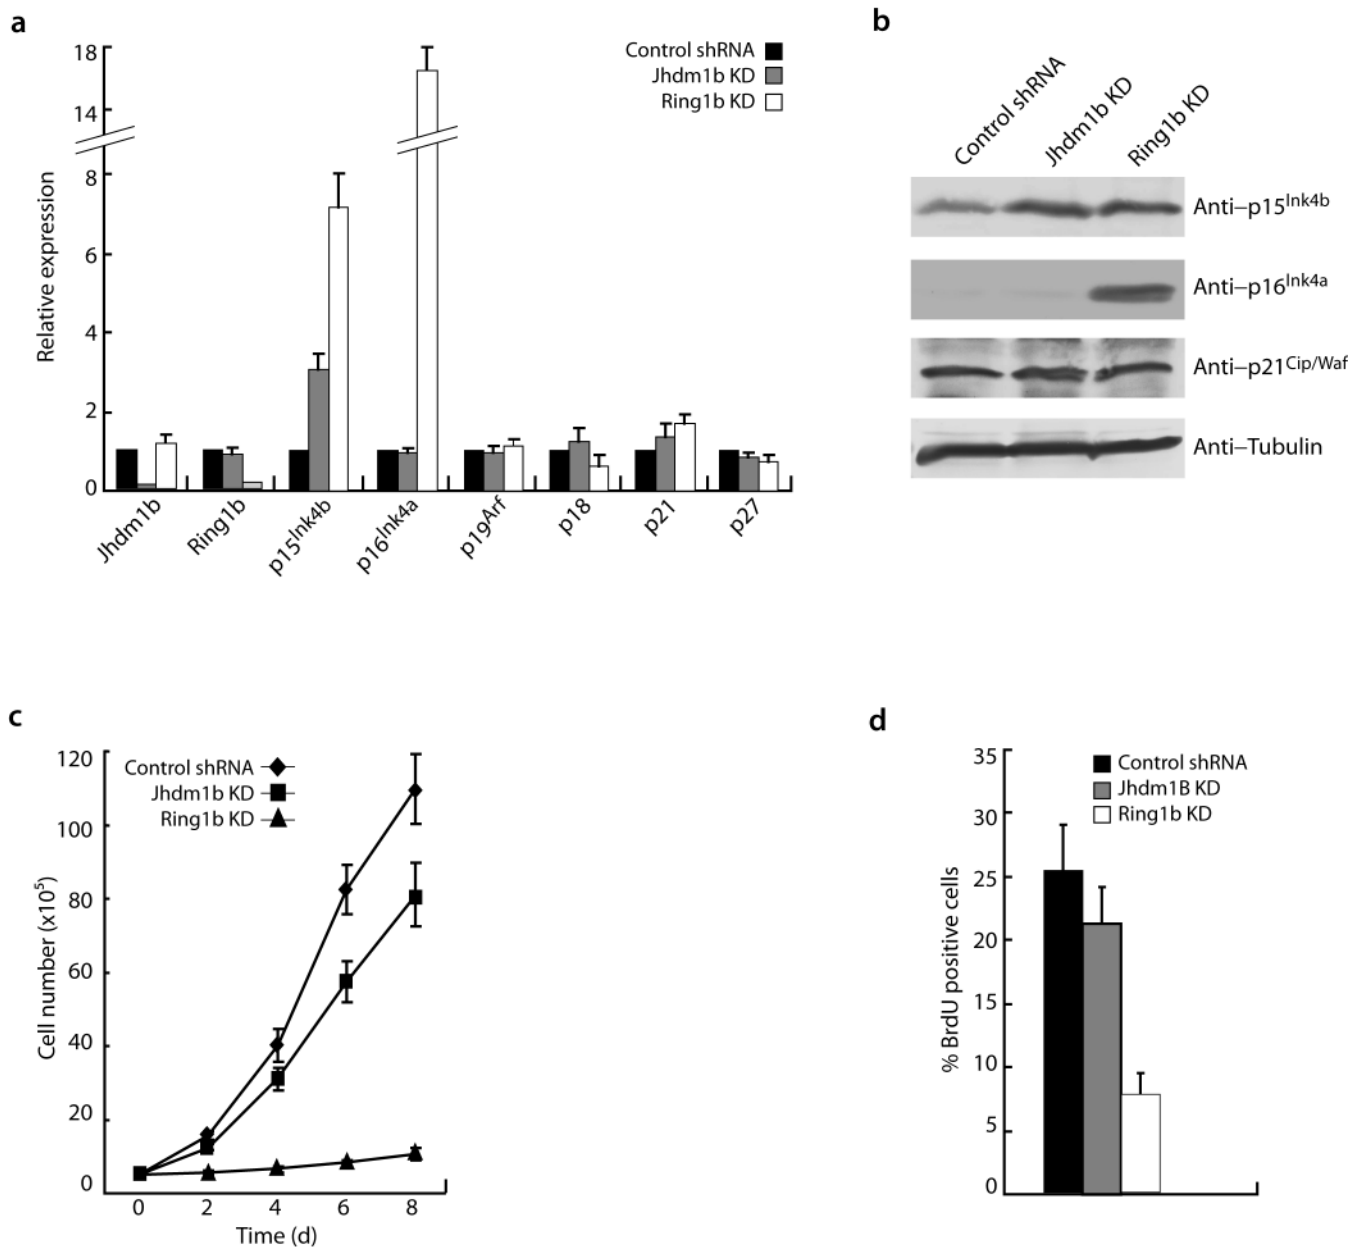 a
18
14
8
6
4
2
0
Relative expression
Control shRNA
Jhdm1b KD
Ring1b KD
Jhdm1b
Ring1b
p15Ink4b
p16Ink4a
p19Arf
p18
p21
p27
b
Control shRNA
Jhdm1b KD
Ring1b KD
Anti–p15Ink4b
Anti–p16Ink4a
Anti–p21Cip/Waf
Anti–Tubulin
c
120
100
80
60
40
20
0
Cell number (x10⁵)
Control shRNA
Jhdm1b KD
Ring1b KD
0 2 4 6 8
Time (d)
d
35
30
25
20
15
10
5
0
% BrdU positive cells
Control shRNA
Jhdm1B KD
Ring1b KD